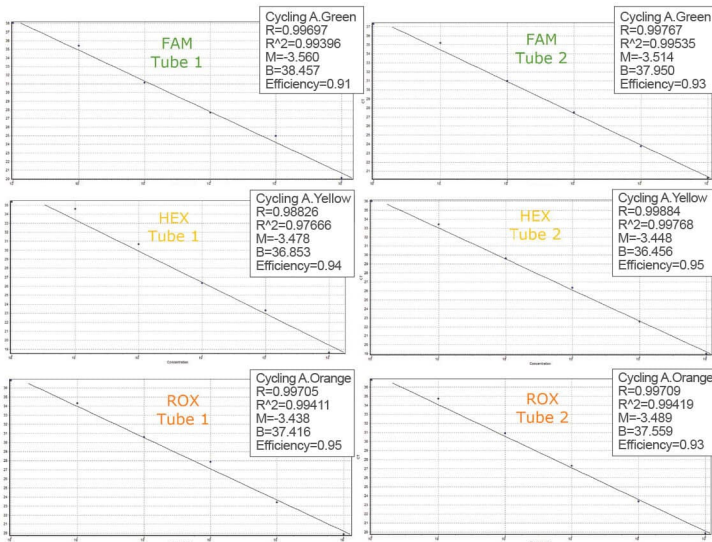 FAM
Tube 1
Cycling A.Green
R=0.99697
R^2=0.99396
M=-3.560
B=38.457
Efficiency=0.91
FAM
Tube 2
Cycling A.Green
R=0.99767
R^2=0.99535
M=-3.514
B=37.950
Efficiency=0.93
HEX
Tube 1
Cycling A.Yellow
R=0.98826
R^2=0.97666
M=-3.478
B=36.853
Efficiency=0.94
Concentration
HEX
Tube 2
Cycling A.Yellow
R=0.99884
R^2=0.99768
M=-3.448
B=36.456
Efficiency=0.95
Concentration
ROX
Tube 1
Cycling A.Orange
R=0.99705
R^2=0.99411
M=-3.438
B=37.416
Efficiency=0.95
ROX
Tube 2
Cycling A.Orange
R=0.99709
R^2=0.99419
M=-3.489
B=37.559
Efficiency=0.93